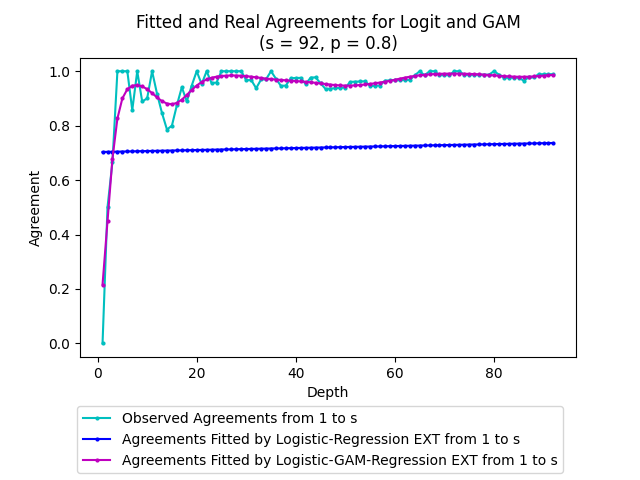 Fitted and Real Agreements for Logit and GAM
(s = 92, p = 0.8)
Agreement
1.0
0.8
0.6
0.4
0.2
0.0
0 20 40 60 80
Depth
Observed Agreements from 1 to s
Agreements Fitted by Logistic-Regression EXT from 1 to s
Agreements Fitted by Logistic-GAM-Regression EXT from 1 to s